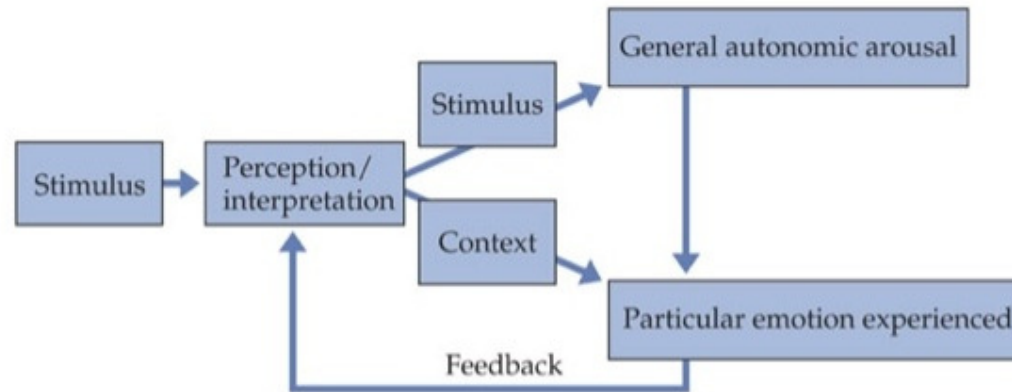 General autonomic arousal
Stimulus
Stimulus
Perception/
interpretation
Context
Particular emotion experienced
Feedback